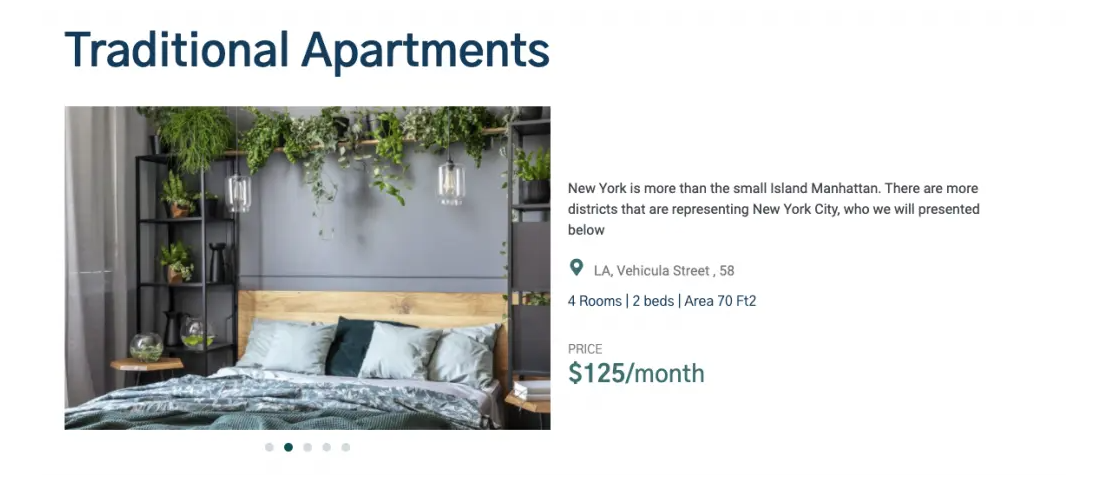 Traditional Apartments
New York is more than the small Island Manhattan. There are more
districts that are representing New York City, who we will presented
below
LA, Vehicula Street , 58
4 Rooms | 2 beds | Area 70 Ft2
PRICE
$125/month